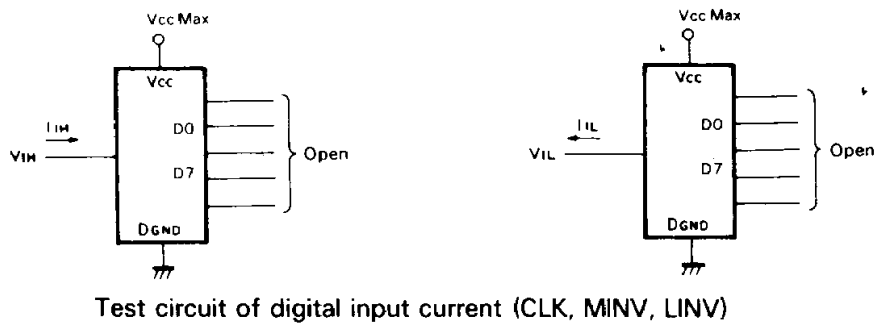 Vcc Max
Vcc
IIH
VIH
D0
D7
Open
DGND
Vcc Max
Vcc
IIL
VIL
D0
D7
Open
DGND
Test circuit of digital input current (CLK, MINV, LINV)